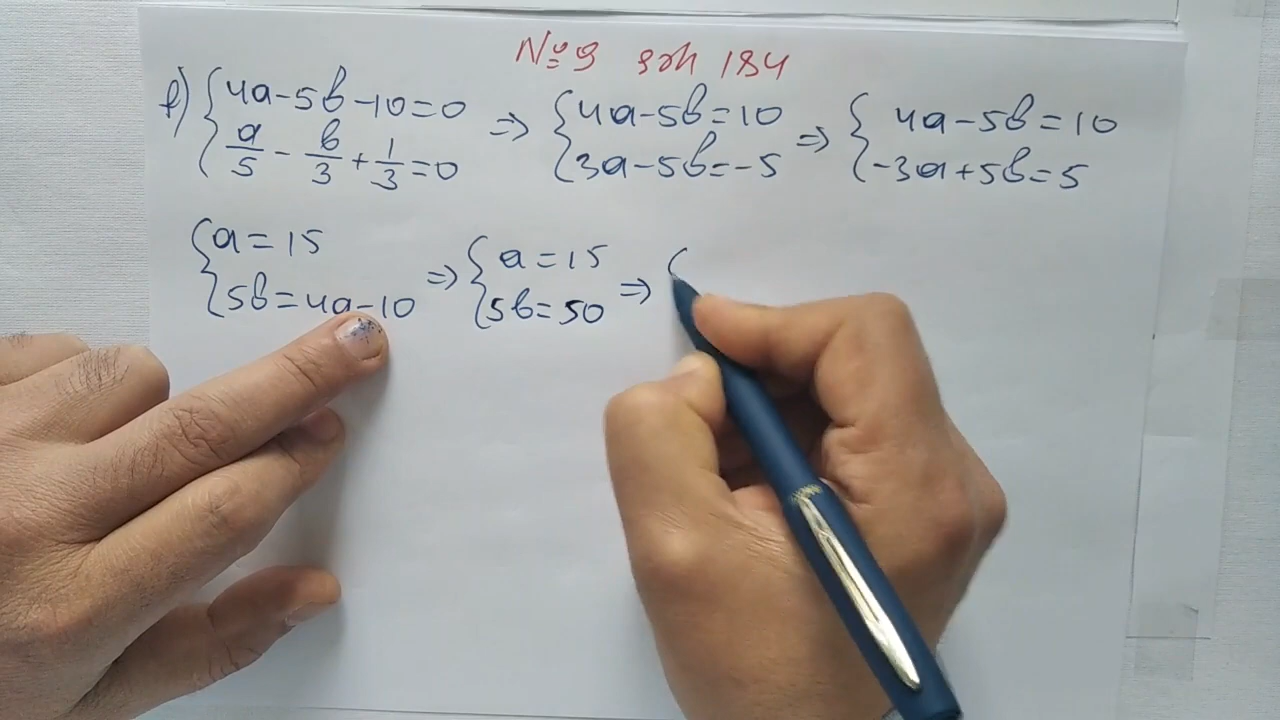 №9 səh 184
f) { 4a-5b-10=0 ⇒ { 4a-5b=10 ⇒ { 4a-5b=10
a/5 - b/3 + 1/3 =0 3a-5b=-5 -3a+5b=5
{ a=15 ⇒ { a=15 ⇒ {
5b=4a-10 5b=50